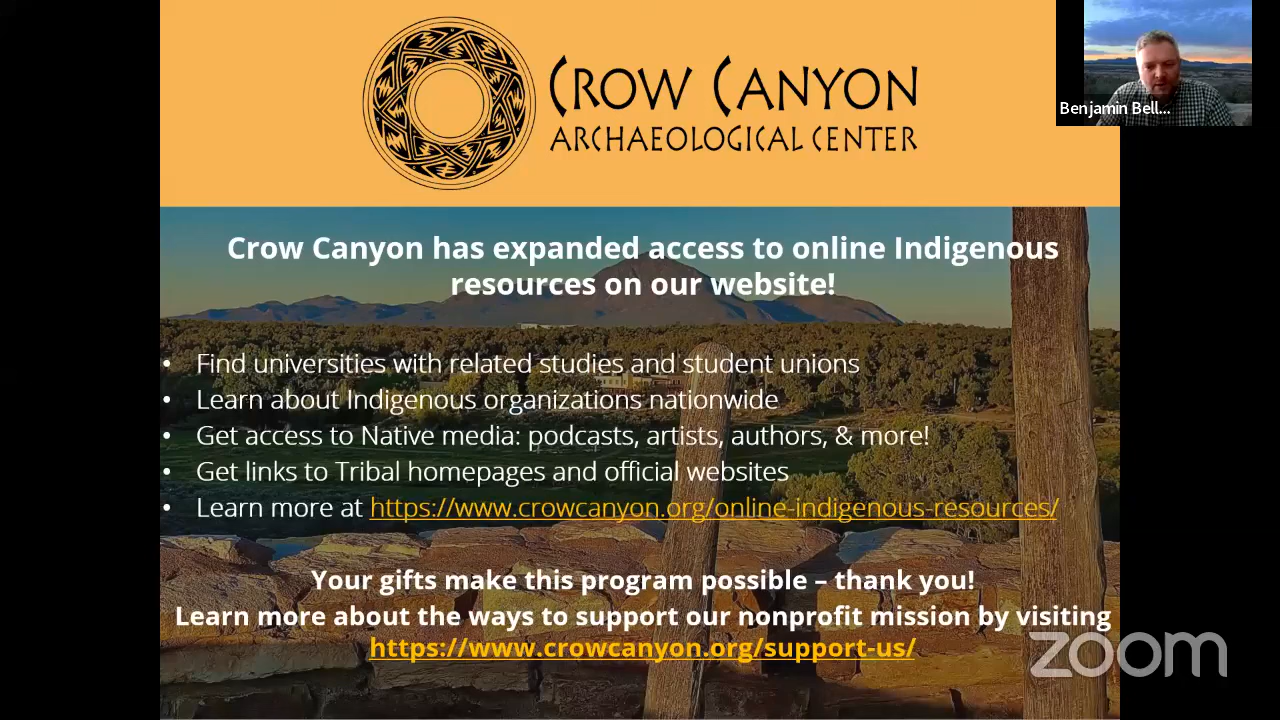 CROW CANYON
ARCHAEOLOGICAL CENTER
Benjamin Bell...
Crow Canyon has expanded access to online Indigenous
resources on our website!
• Find universities with related studies and student unions
• Learn about Indigenous organizations nationwide
• Get access to Native media: podcasts, artists, authors, & more!
• Get links to Tribal homepages and official websites
• Learn more at https://www.crowcanyon.org/online-indigenous-resources/
Your gifts make this program possible – thank you!
Learn more about the ways to support our nonprofit mission by visiting
https://www.crowcanyon.org/support-us/
zoom